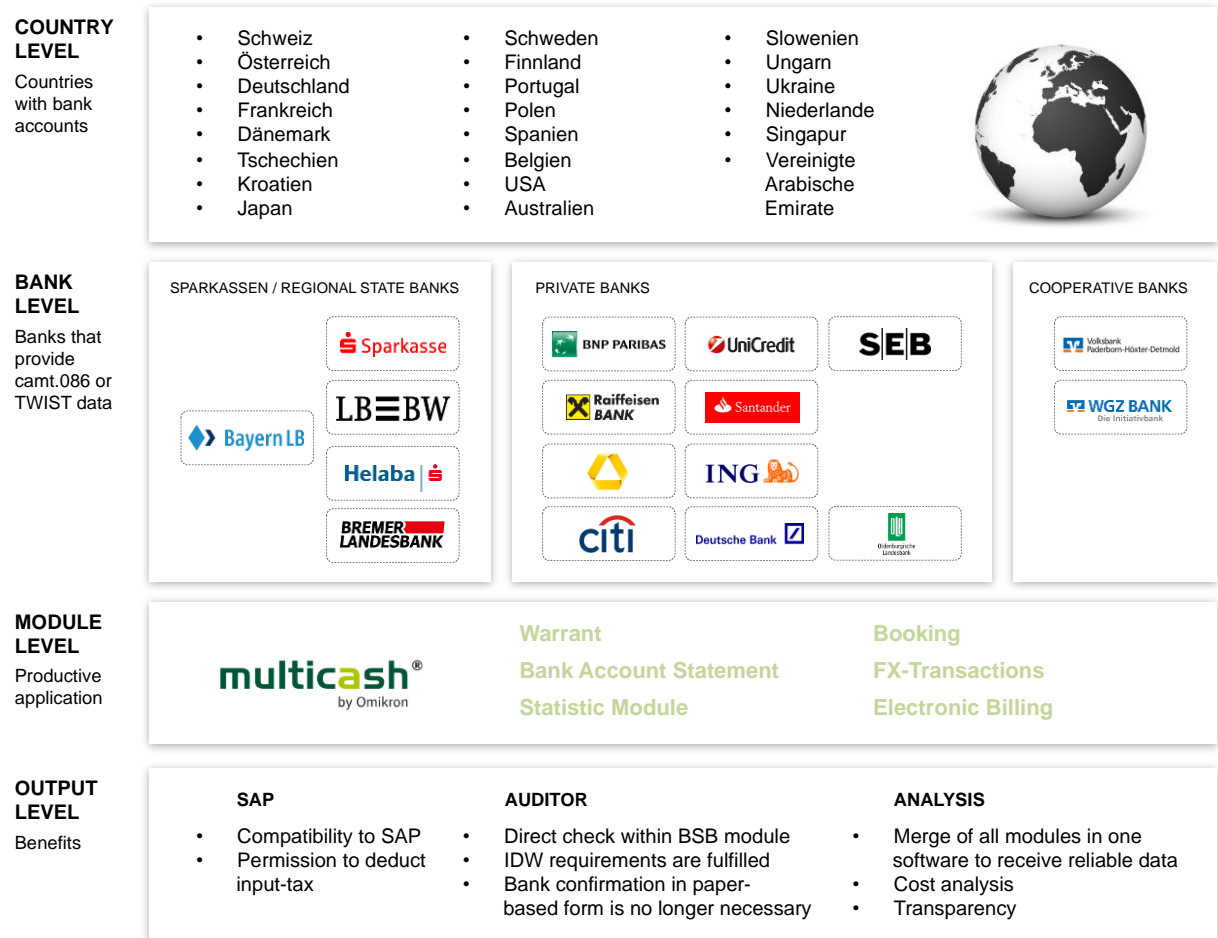 COUNTRY
LEVEL
Countries
with bank
accounts
• Schweiz
• Österreich
• Deutschland
• Frankreich
• Dänemark
• Tschechien
• Kroatien
• Japan
• Schweden
• Finnland
• Portugal
• Polen
• Spanien
• Belgien
• USA
• Australien
• Slowenien
• Ungarn
• Ukraine
• Niederlande
• Singapur
• Vereinigte
Arabische
Emirate
BANK
LEVEL
Banks that
provide
camt.086 or
TWIST data
SPARKASSEN / REGIONAL STATE BANKS
Sparkasse
LB≡BW
Bayern LB
Helaba
BREMER
LANDESBANK
PRIVATE BANKS
BNP PARIBAS
UniCredit
SEB
Raiffeisen
BANK
Santander
ING
citi
Deutsche Bank
OLB
Oldenburgische
Landesbank
COOPERATIVE BANKS
Volksbank
Paderborn-Höxter-Detmold
WGZ BANK
Die Initiativbank
MODULE
LEVEL
Productive
application
multicash®
by Omikron
Warrant
Bank Account Statement
Statistic Module
Booking
FX-Transactions
Electronic Billing
OUTPUT
LEVEL
Benefits
SAP
• Compatibility to SAP
• Permission to deduct
input-tax
AUDITOR
• Direct check within BSB module
• IDW requirements are fulfilled
• Bank confirmation in paper-
based form is no longer necessary
ANALYSIS
• Merge of all modules in one
software to receive reliable data
• Cost analysis
• Transparency